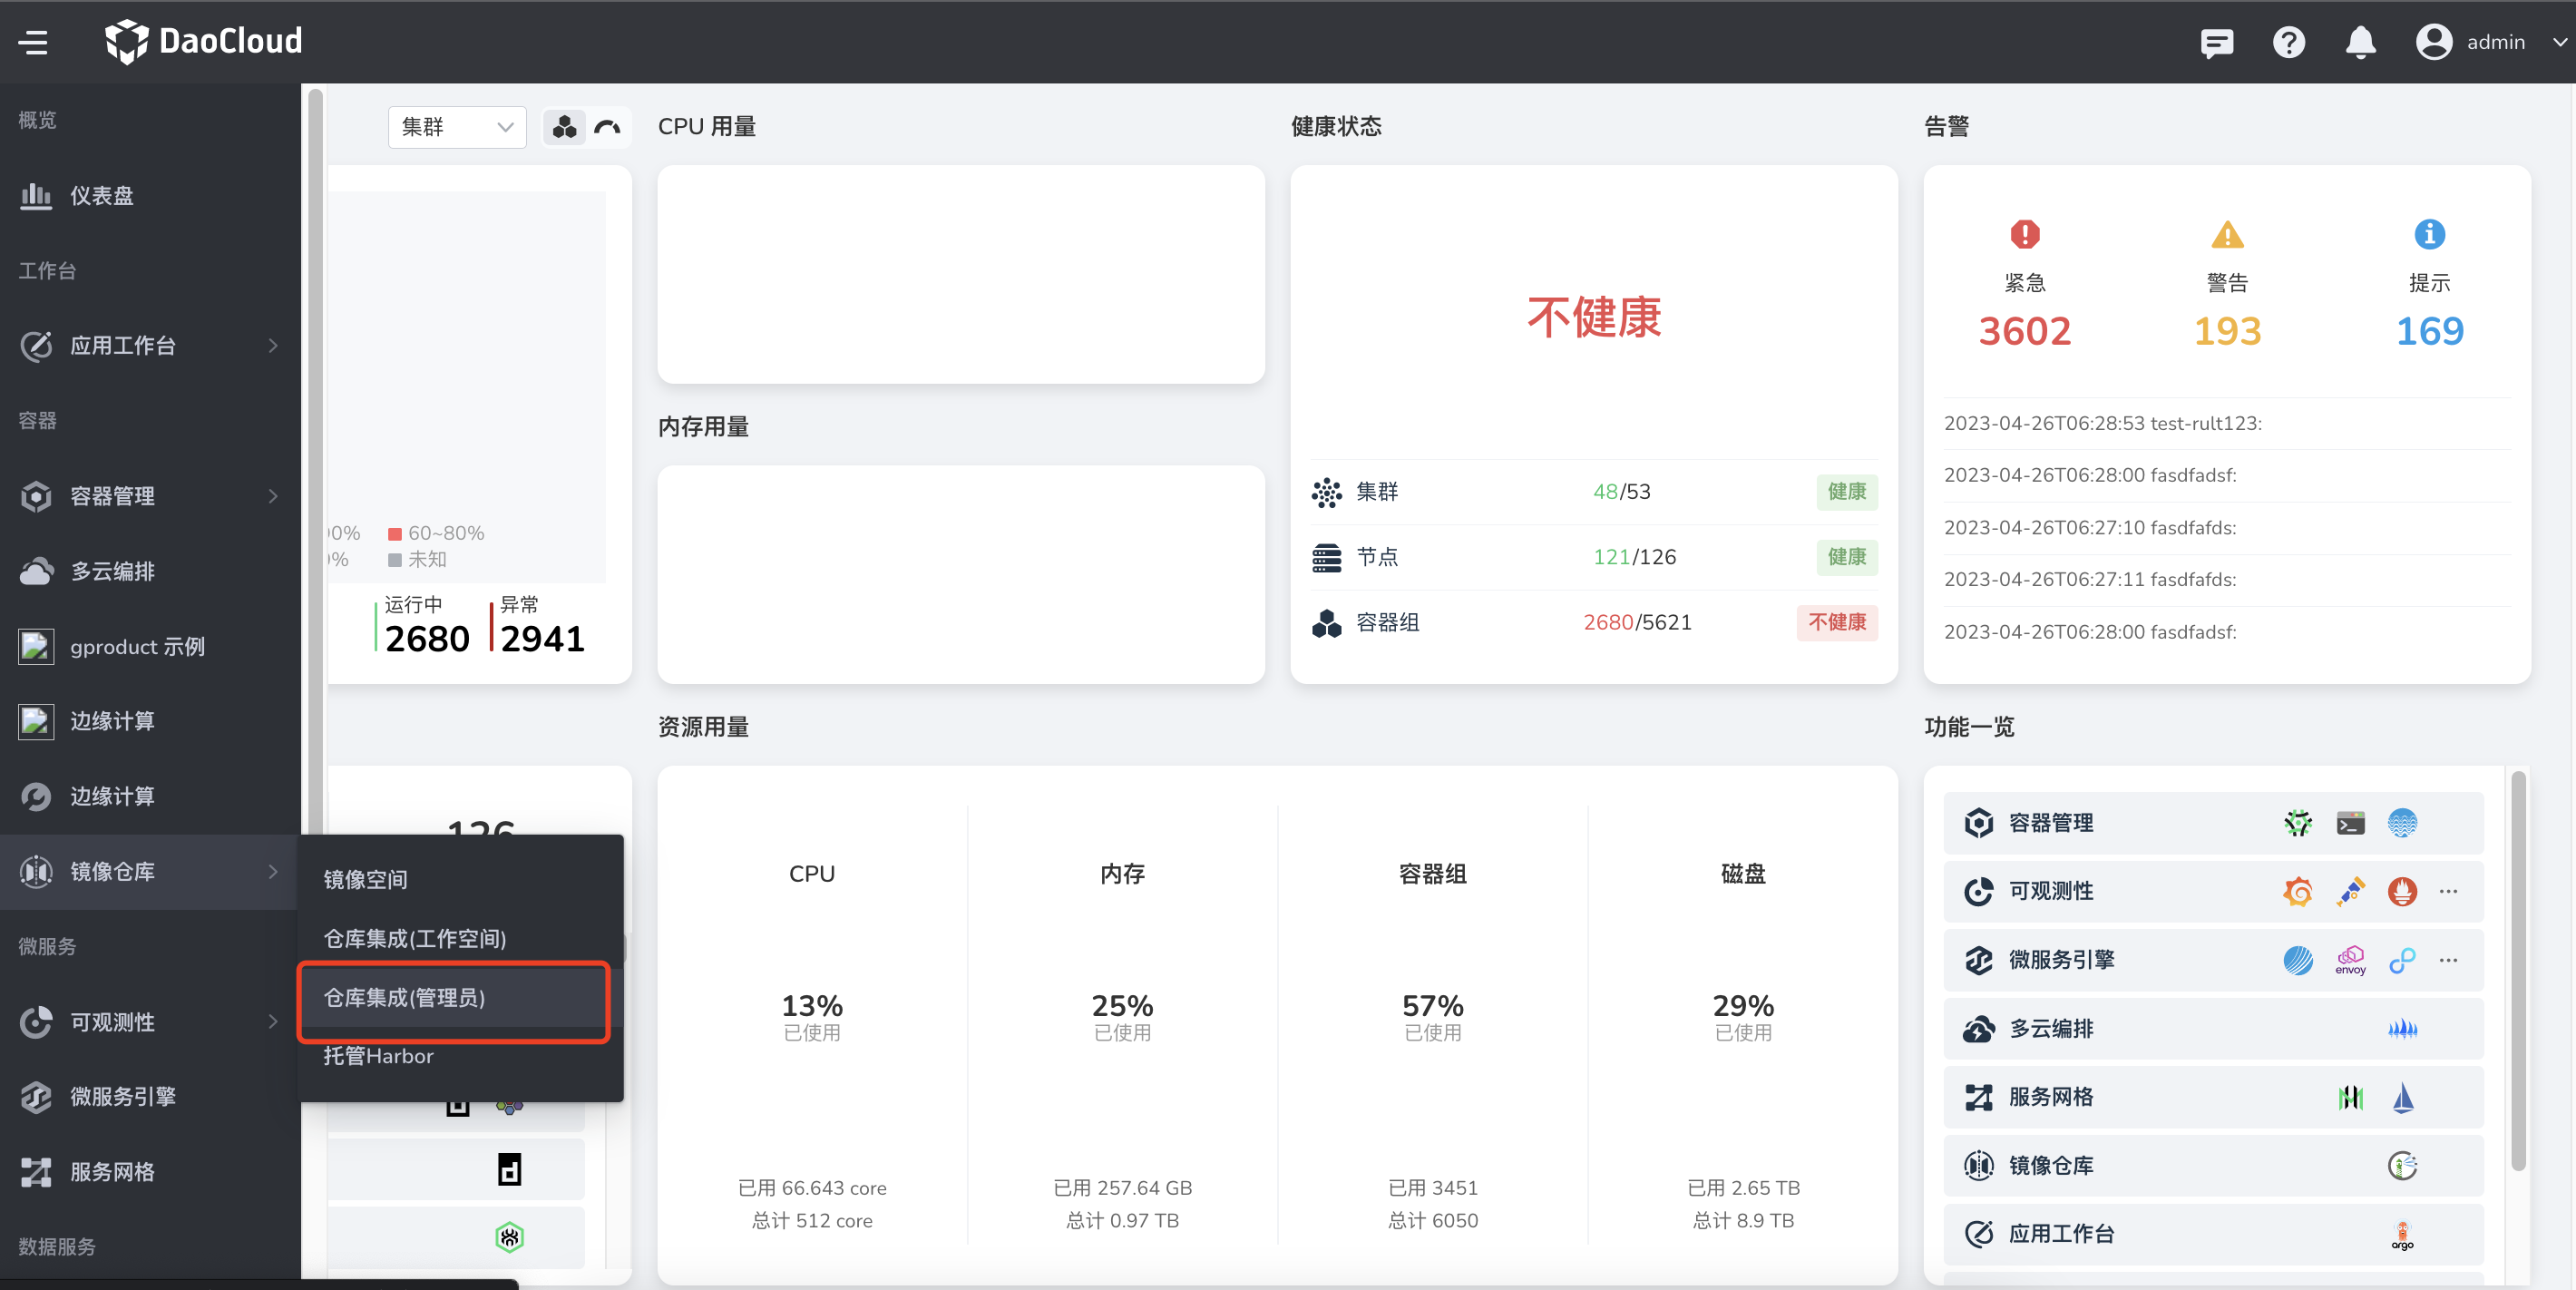 DaoCloud
admin
概览
仪表盘
工作台
应用工作台
容器
容器管理
多云编排
gproduct 示例
边缘计算
边缘计算
镜像仓库
微服务
可观测性
微服务引擎
服务网格
数据服务
镜像空间
仓库集成(工作空间)
仓库集成(管理员)
托管Harbor
集群
60~80%
未知
运行中
2680
异常
2941
CPU 用量
内存用量
健康状态
不健康
集群 48/53 健康
节点 121/126 健康
容器组 2680/5621 不健康
告警
紧急 警告 提示
3602 193 169
2023-04-26T06:28:53 test-rult123:
2023-04-26T06:28:00 fasdfadsf:
2023-04-26T06:27:10 fasdfafds:
2023-04-26T06:27:11 fasdfafds:
2023-04-26T06:28:00 fasdfadsf:
资源用量
CPU 内存 容器组 磁盘
13% 25% 57% 29%
已使用 已使用 已使用 已使用
已用 66.643 core 已用 257.64 GB 已用 3451 已用 2.65 TB
总计 512 core 总计 0.97 TB 总计 6050 总计 8.9 TB
功能一览
容器管理
可观测性
微服务引擎
envoy
多云编排
服务网格
镜像仓库
应用工作台
argo